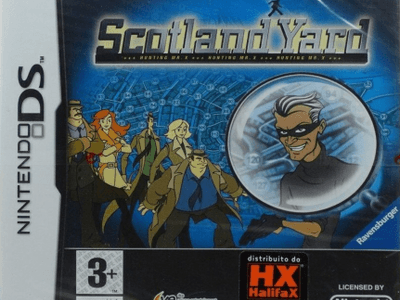 Scotland Yard
HUNTING MR. X HUNTING MR. X HUNTING MR. X
NINTENDO DS
Ravensburger
3+
distribuito da
HX
HalifaX
LICENSED BY